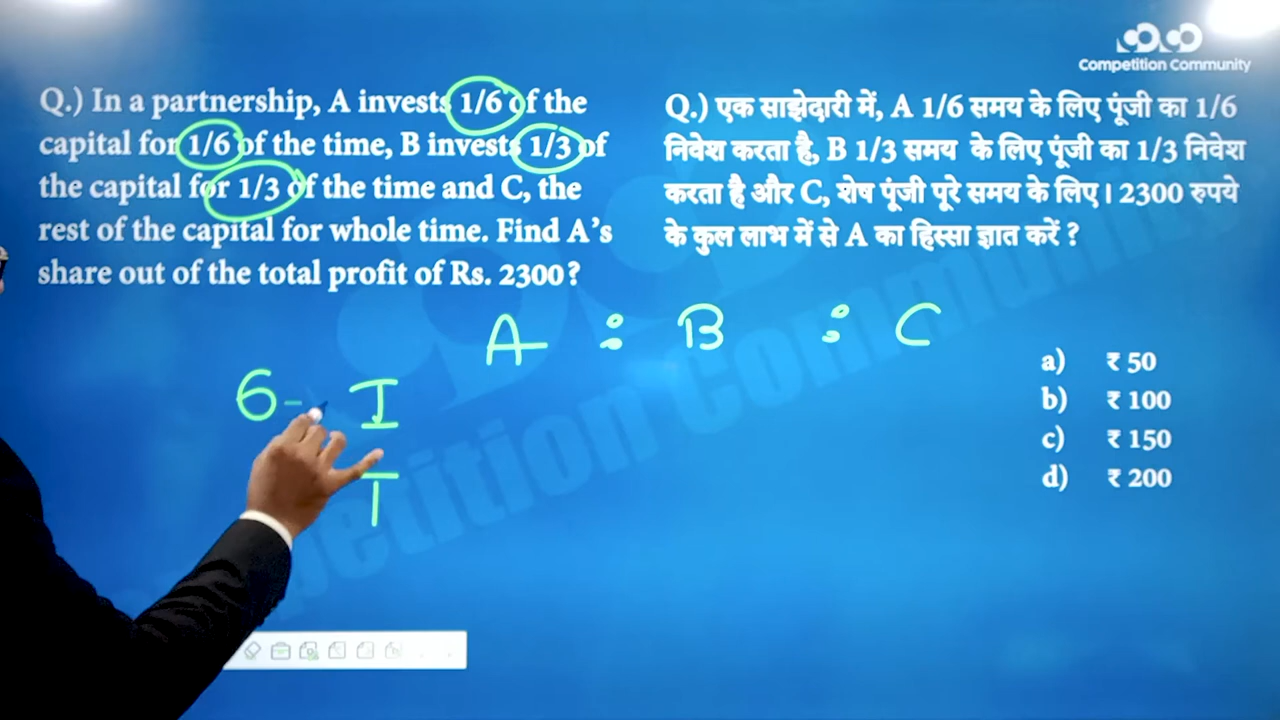 Competition Community
Q.) In a partnership, A invests 1/6 of the
capital for 1/6 of the time, B invests 1/3 of
the capital for 1/3 of the time and C, the
rest of the capital for whole time. Find A’s
share out of the total profit of Rs. 2300?
Q.) एक साझेदारी में, A 1/6 समय के लिए पूंजी का 1/6
निवेश करता है, B 1/3 समय के लिए पूंजी का 1/3 निवेश
करता है और C, शेष पूंजी पूरे समय के लिए। 2300 रुपये
के कुल लाभ में से A का हिस्सा ज्ञात करें ?
A : B : C
6- I
T
a) ₹ 50
b) ₹ 100
c) ₹ 150
d) ₹ 200
petition Community